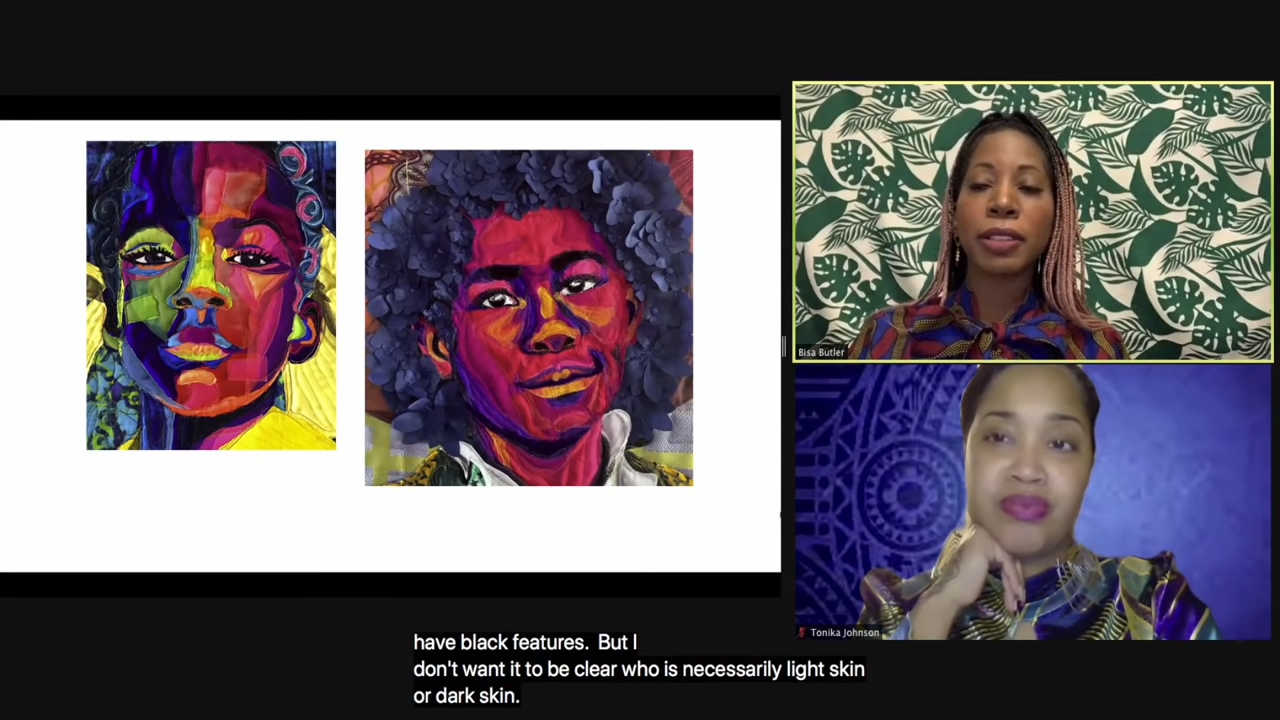 Bisa Butler
Tonika Johnson
have black features.  But I
don't want it to be clear who is necessarily light skin
or dark skin.